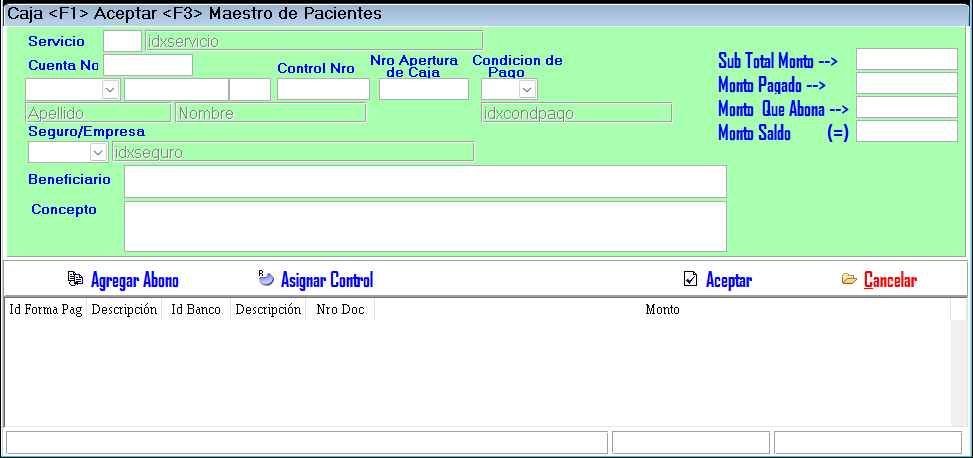 Caja <F1> Aceptar <F3> Maestro de Pacientes
Servicio idxservicio
Cuenta No
Control Nro
Nro Apertura
de Caja
Condicion de
Pago
Apellido Nombre idxcondpago
Seguro/Empresa
idxseguro
Beneficiario
Concepto
Sub Total Monto -->
Monto Pagado -->
Monto Que Abona -->
Monto Saldo (=)
Agregar Abono Asignar Control Aceptar Cancelar
Id Forma Pag Descripción Id Banco Descripción Nro Doc Monto